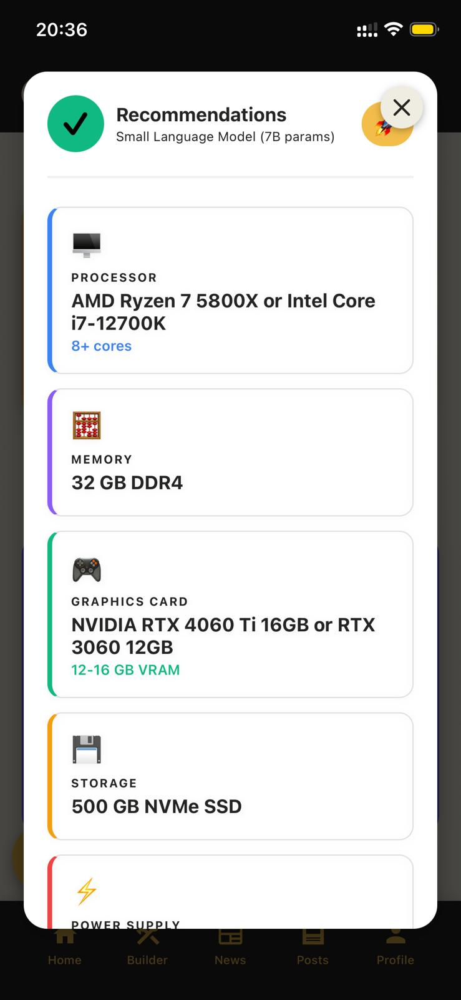 20:36
Recommendations
Small Language Model (7B params)
PROCESSOR
AMD Ryzen 7 5800X or Intel Core
i7-12700K
8+ cores
MEMORY
32 GB DDR4
GRAPHICS CARD
NVIDIA RTX 4060 Ti 16GB or RTX
3060 12GB
12-16 GB VRAM
STORAGE
500 GB NVMe SSD
POWER SUPPLY
Home
Builder
News
Posts
Profile